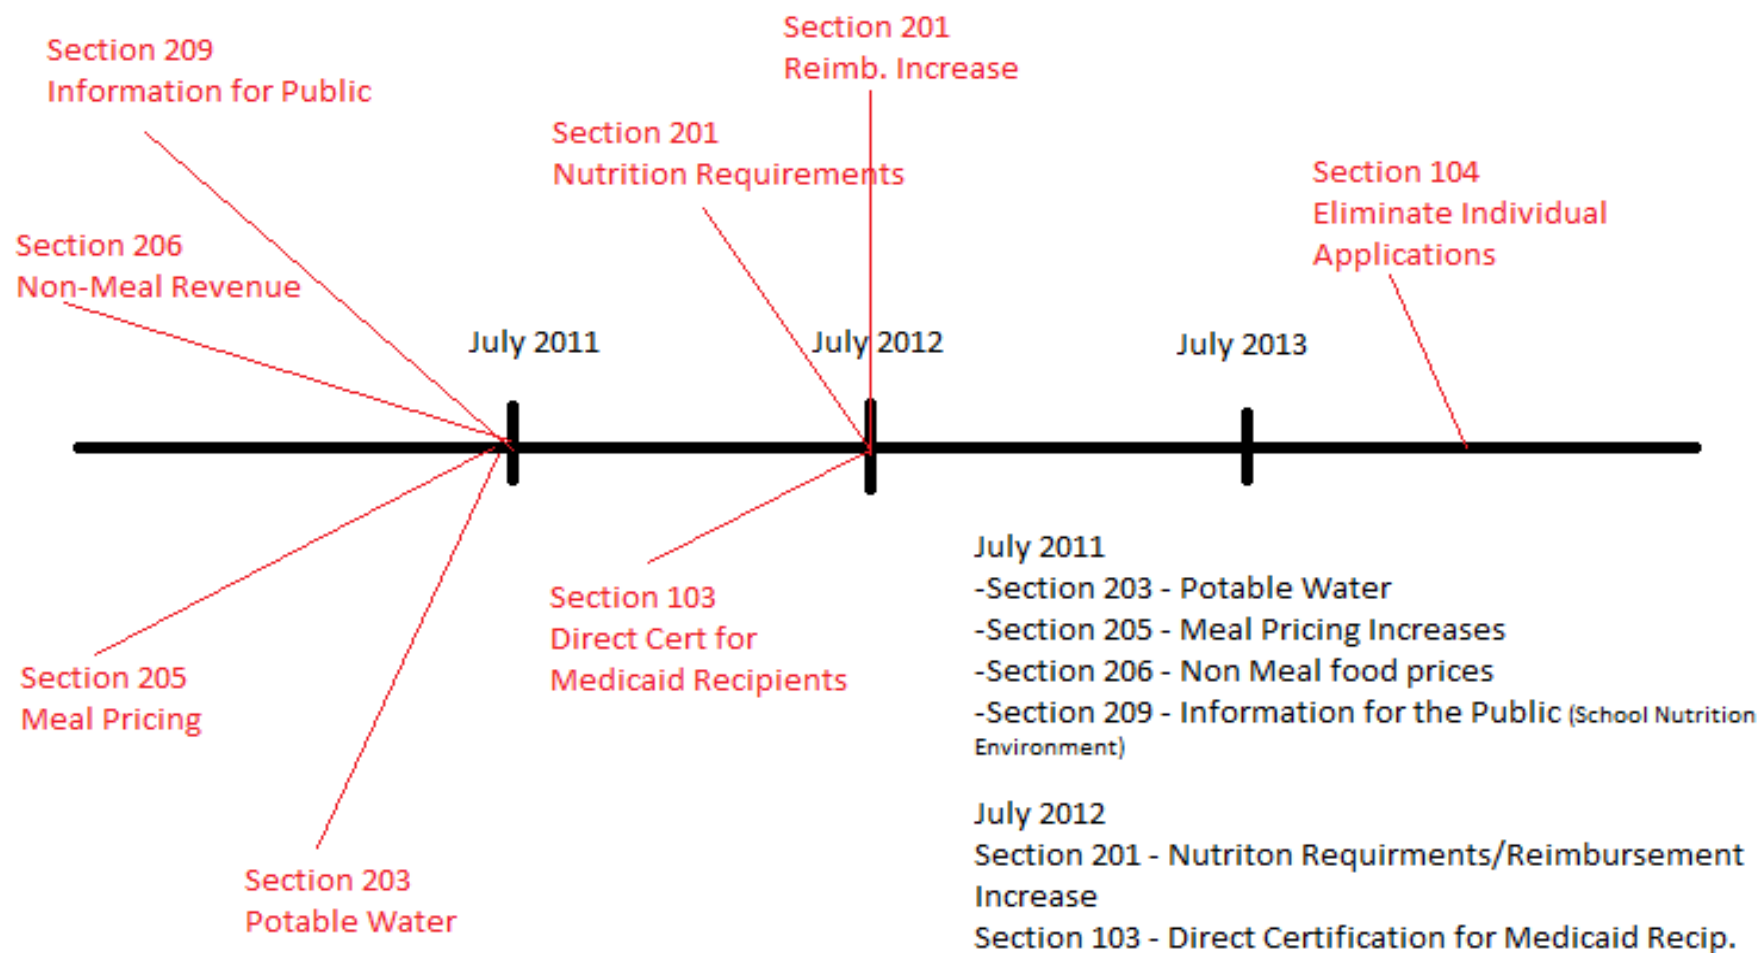 Section 209
Information for Public
Section 201
Reimb. Increase
Section 201
Nutrition Requirements
Section 104
Eliminate Individual
Applications
Section 206
Non-Meal Revenue
July 2011
July 2012
July 2013
Section 205
Meal Pricing
Section 203
Potable Water
Section 103
Direct Cert for
Medicaid Recipients
July 2011
-Section 203 - Potable Water
-Section 205 - Meal Pricing Increases
-Section 206 - Non Meal food prices
-Section 209 - Information for the Public (School Nutrition
Environment)
July 2012
Section 201 - Nutriton Requirments/Reimbursement
Increase
Section 103 - Direct Certification for Medicaid Recip.